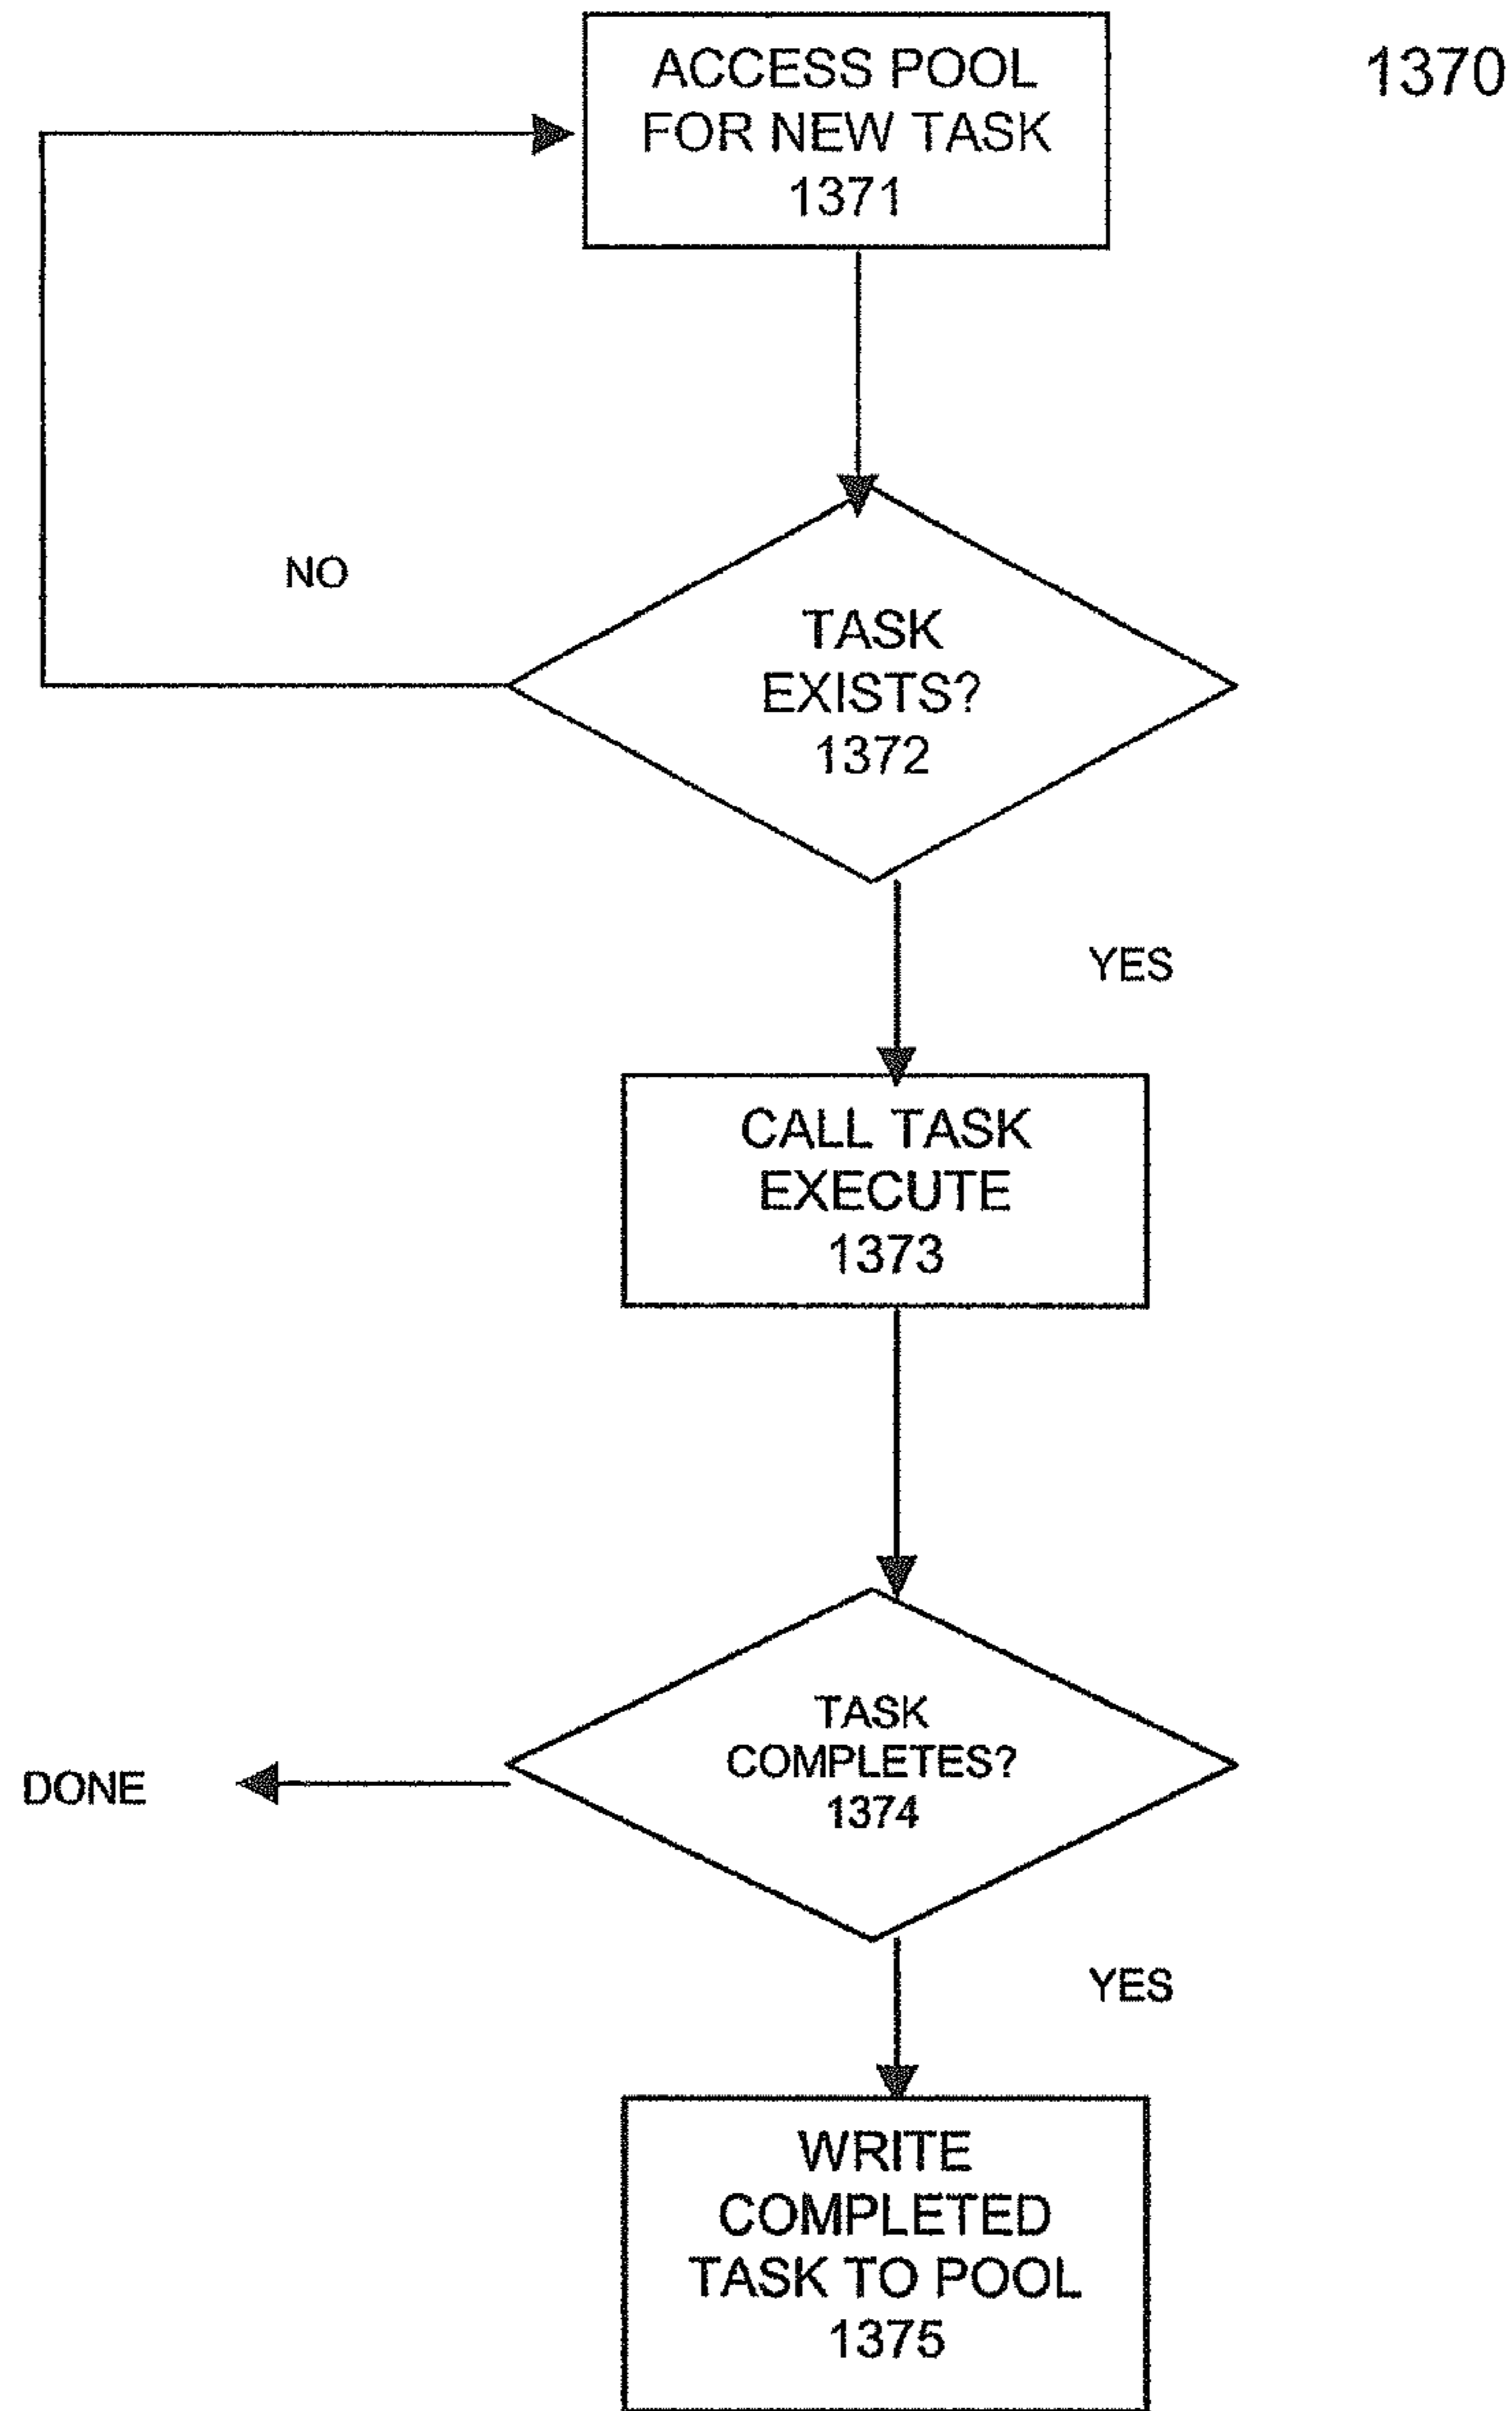 ACCESS POOL
FOR NEW TASK
1371
1370
NO
TASK
EXISTS?
1372
YES
CALL TASK
EXECUTE
1373
TASK
COMPLETES?
1374
DONE
YES
WRITE
COMPLETED
TASK TO POOL
1375